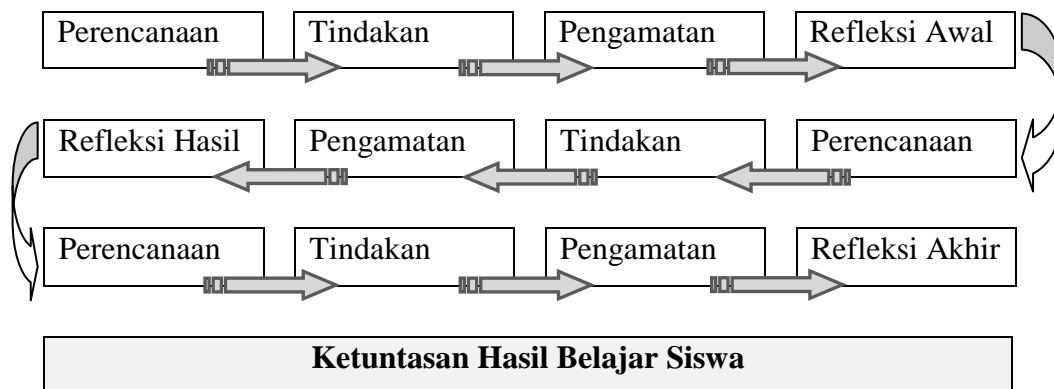 Perencanaan Tindakan Pengamatan Refleksi Awal
Refleksi Hasil Pengamatan Tindakan Perencanaan
Perencanaan Tindakan Pengamatan Refleksi Akhir
Ketuntasan Hasil Belajar Siswa